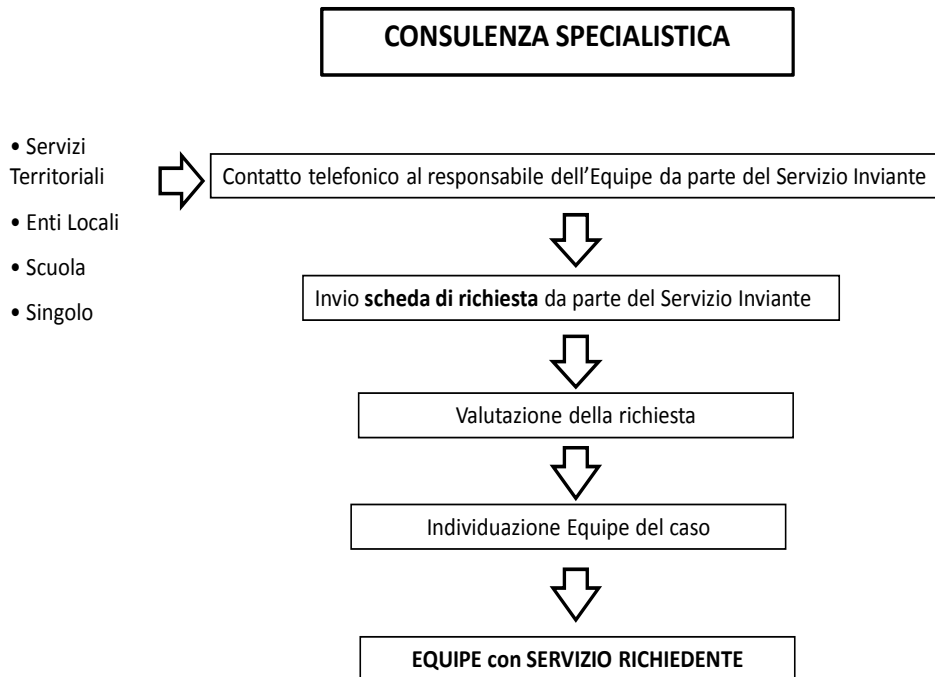 CONSULENZA SPECIALISTICA
• Servizi
Territoriali
• Enti Locali
• Scuola
• Singolo
Contatto telefonico al responsabile dell’Equipe da parte del Servizio Inviante
Invio scheda di richiesta da parte del Servizio Inviante
Valutazione della richiesta
Individuazione Equipe del caso
EQUIPE con SERVIZIO RICHIEDENTE